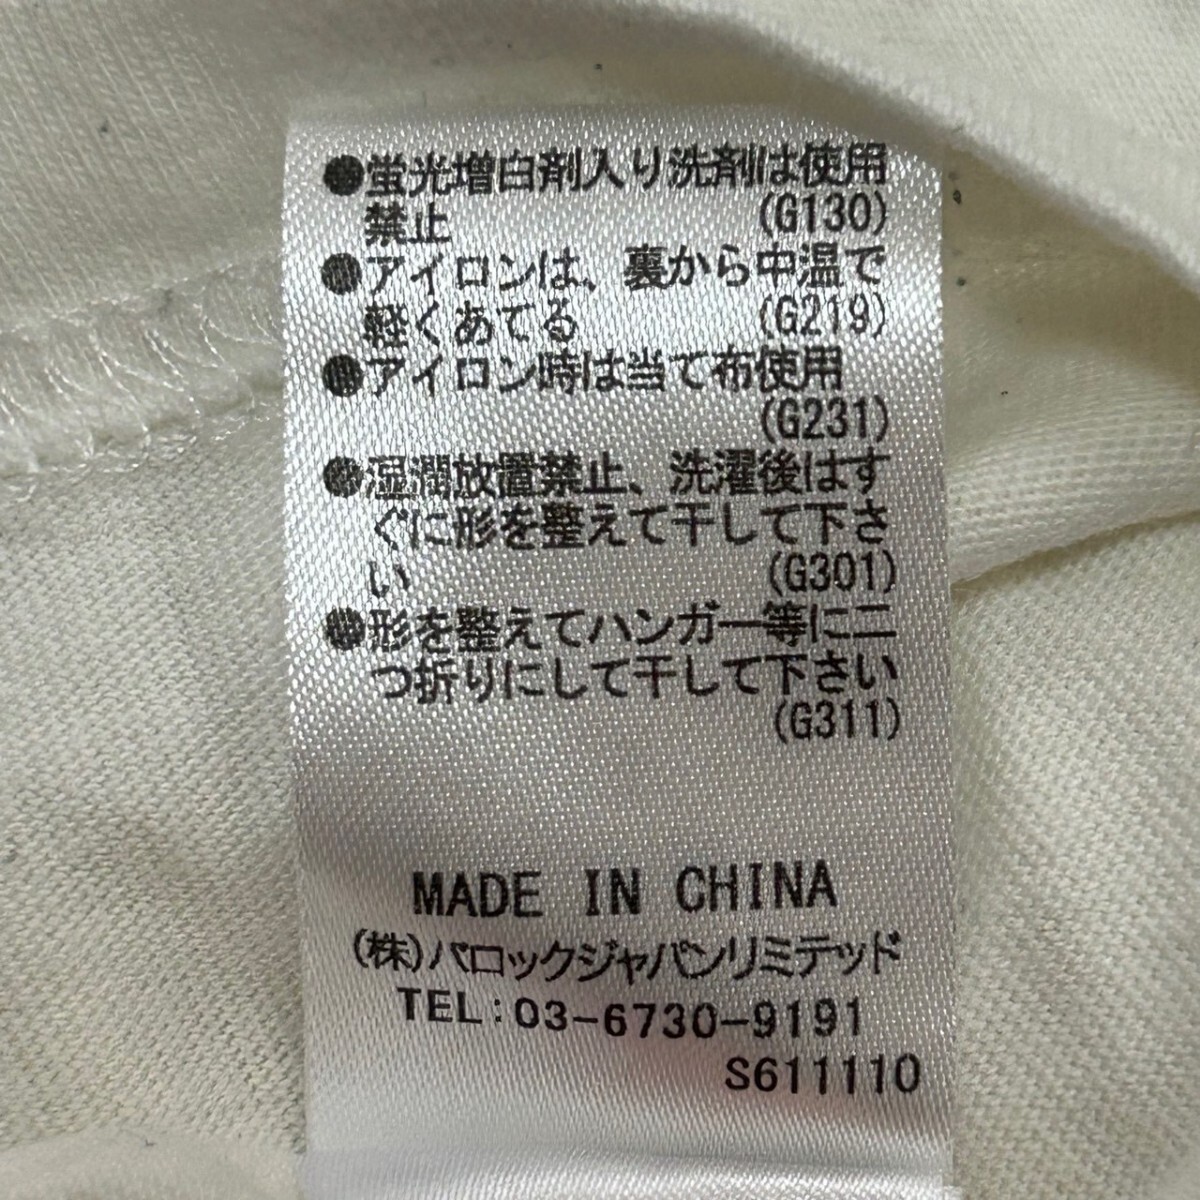 ●蛍光増白剤入り洗剤は使用
禁止 (G130)
●アイロンは、裏から中温で
軽くあてる (G219)
●アイロン時は当て布使用
(G231)
●湿潤放置禁止、洗濯後はす
ぐに形を整えて干して下さ
い (G301)
●形を整えてハンガー等に二
つ折りにして干して下さい
(G311)
MADE IN CHINA
(株)バロックジャパンリミテッド
TEL:03-6730-9191
S611110